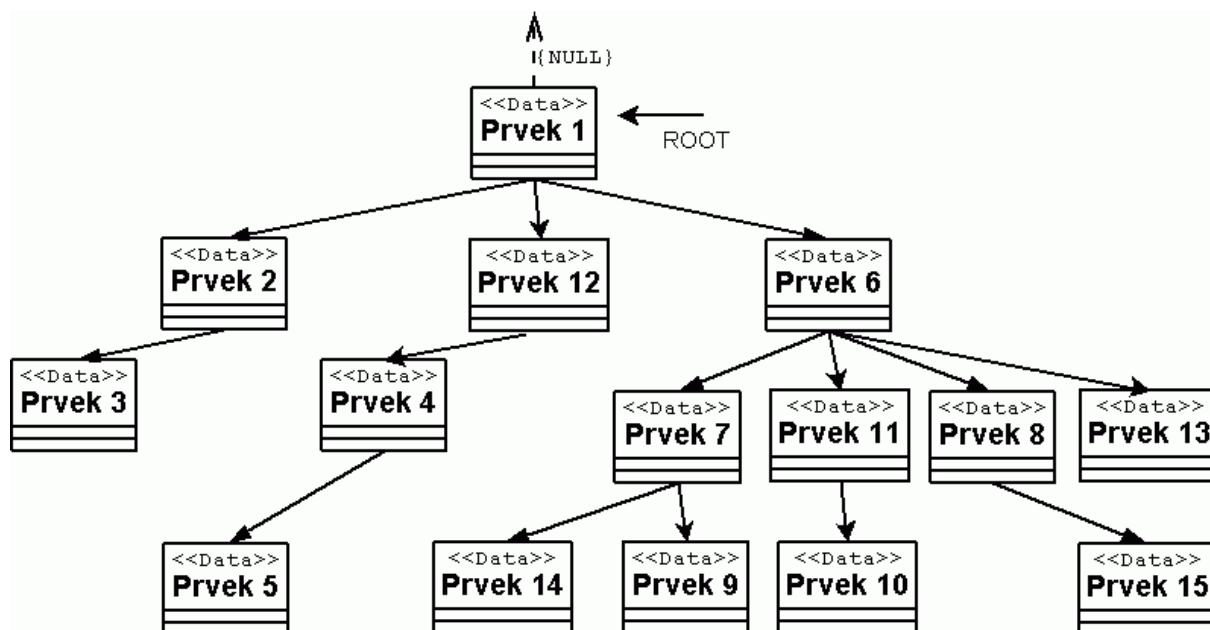 {NULL}
<<Data>>
Prvek 1
ROOT
<<Data>>
Prvek 2
<<Data>>
Prvek 12
<<Data>>
Prvek 6
<<Data>>
Prvek 3
<<Data>>
Prvek 4
<<Data>>
Prvek 7
<<Data>>
Prvek 11
<<Data>>
Prvek 8
<<Data>>
Prvek 13
<<Data>>
Prvek 5
<<Data>>
Prvek 14
<<Data>>
Prvek 9
<<Data>>
Prvek 10
<<Data>>
Prvek 15